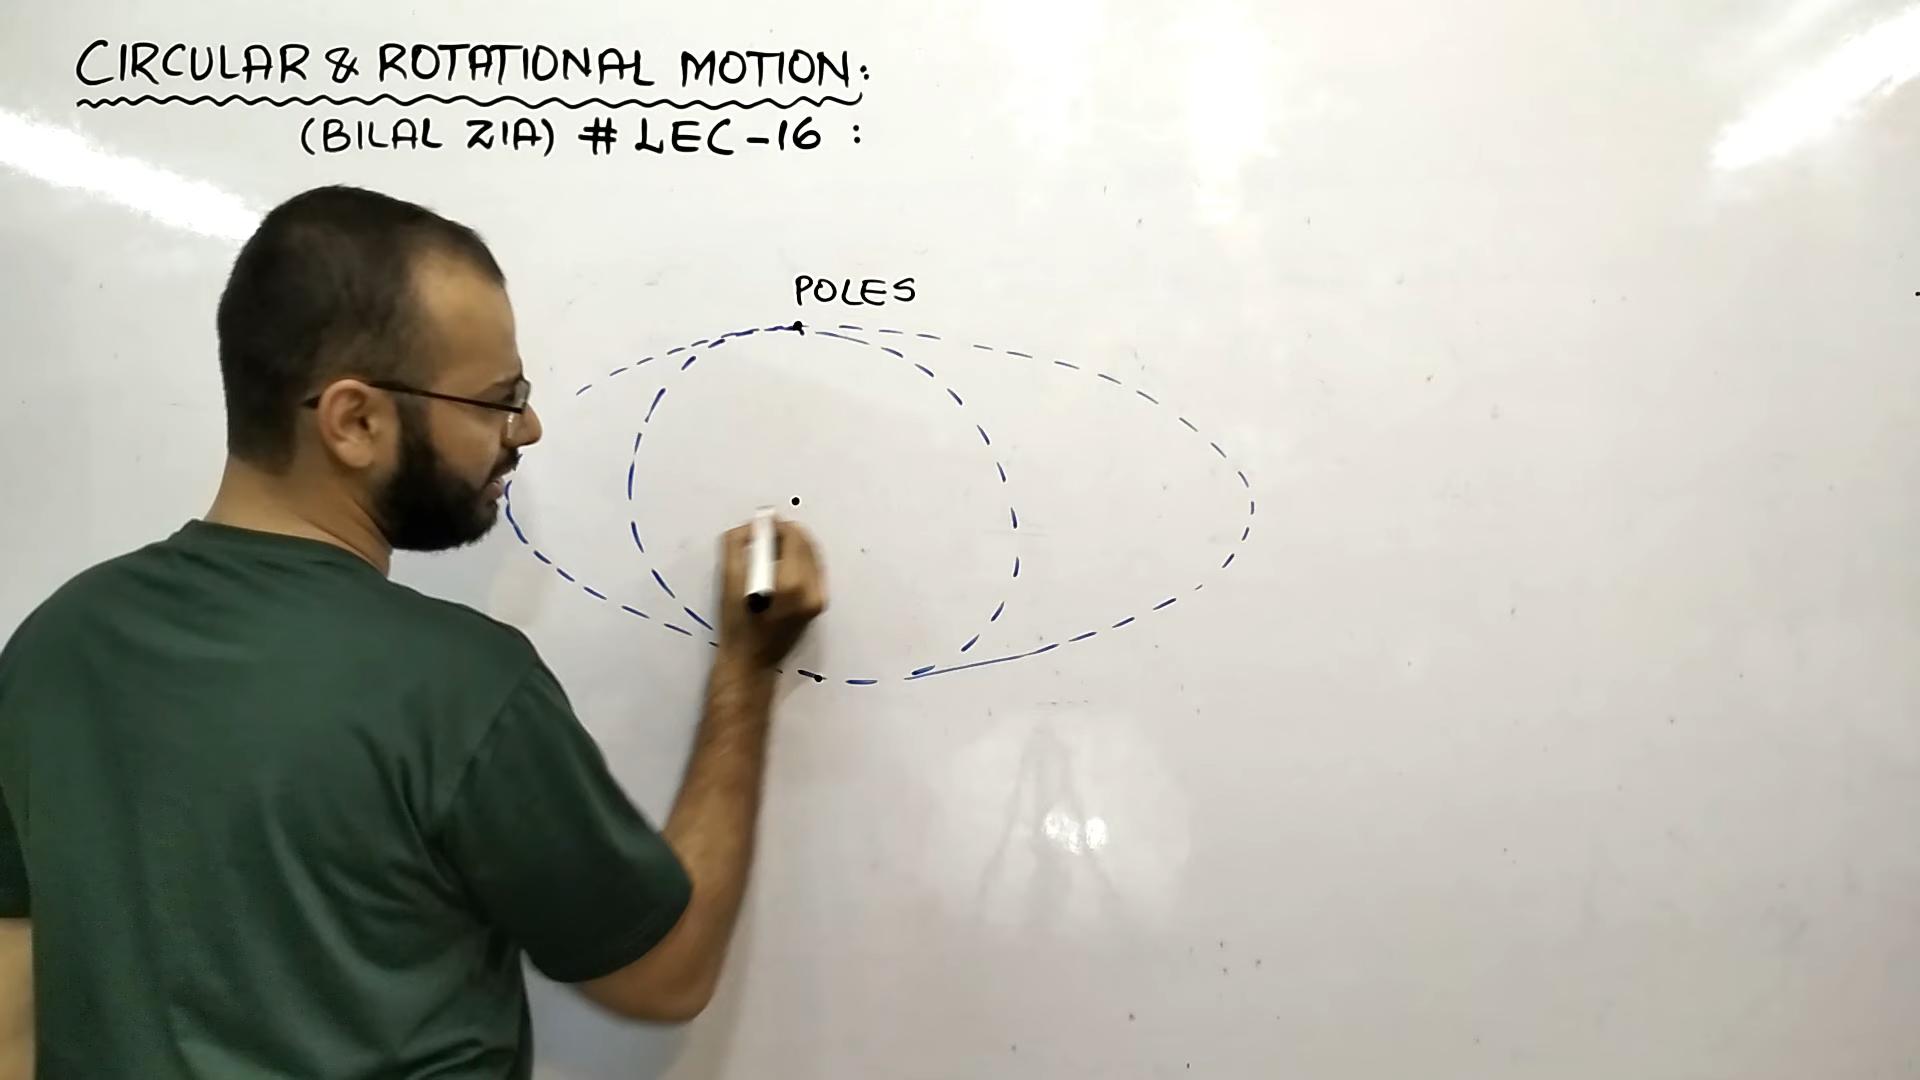 CIRCULAR & ROTATIONAL MOTION:
(BILAL ZIA) # LEC-16 :
POLES